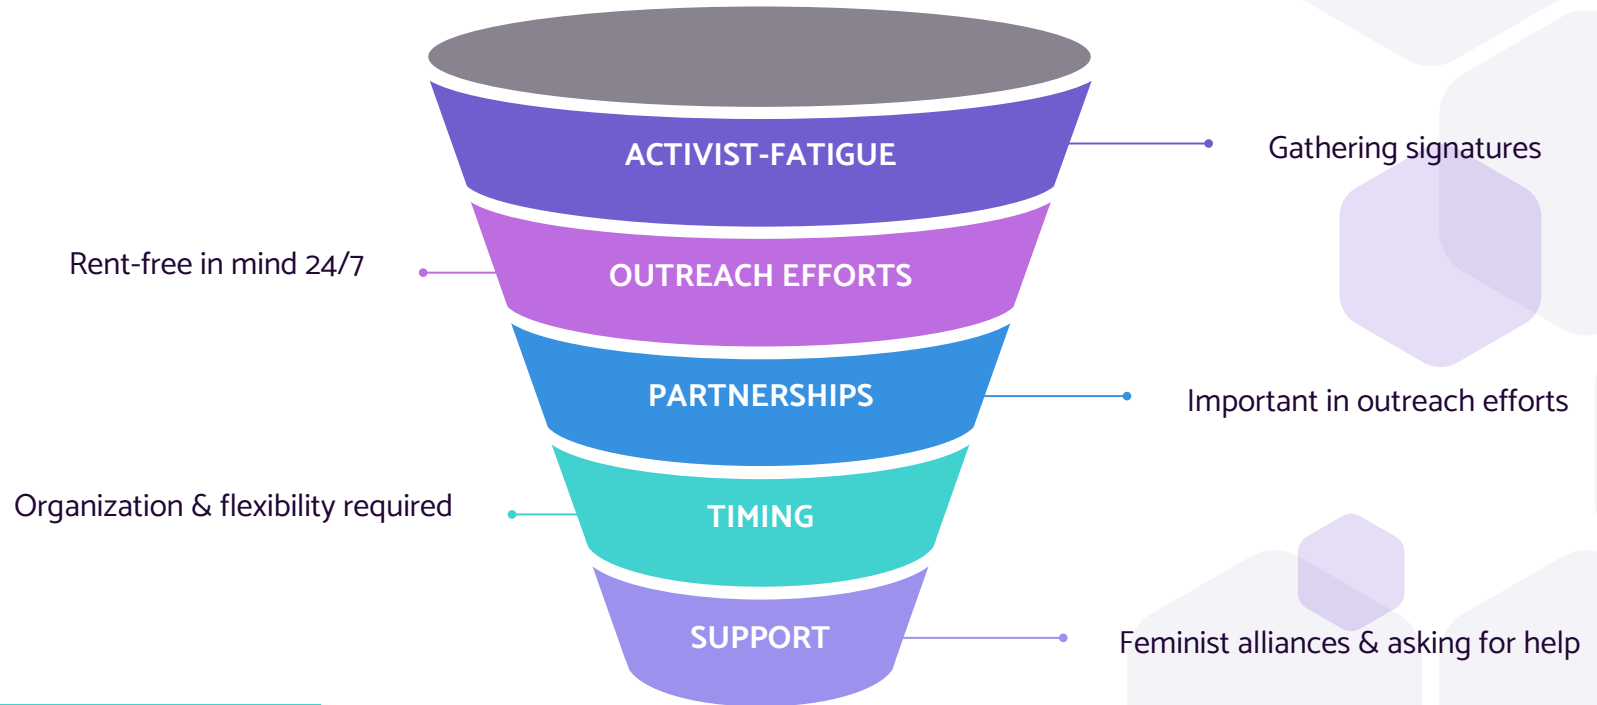 ACTIVIST-FATIGUE
Gathering signatures
Rent-free in mind 24/7
OUTREACH EFFORTS
PARTNERSHIPS
Important in outreach efforts
Organization & flexibility required
TIMING
SUPPORT
Feminist alliances & asking for help